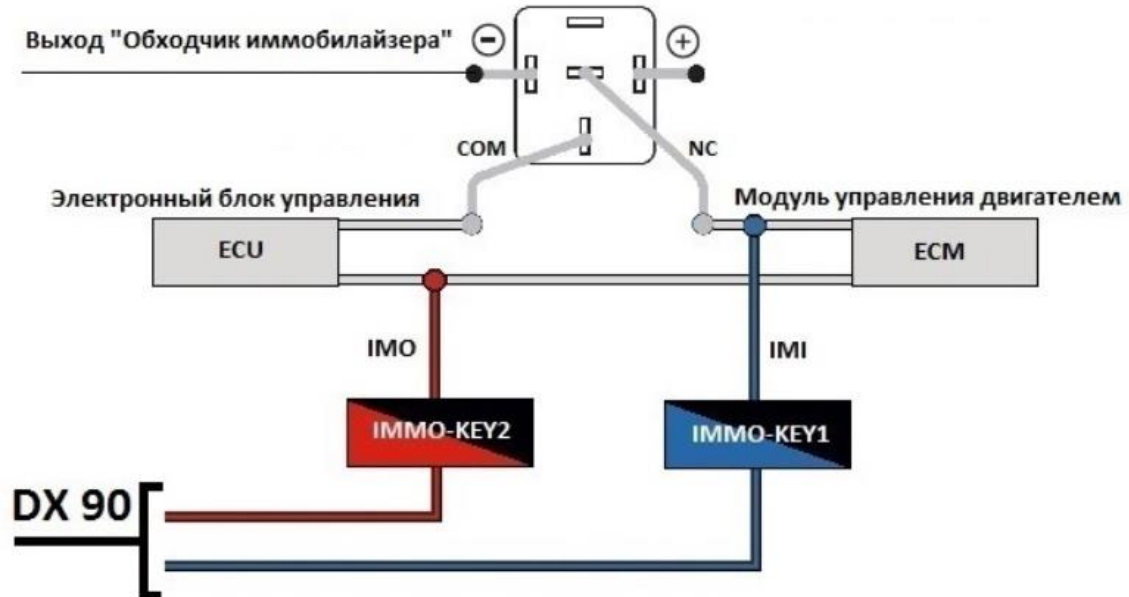 Выход "Обходчик иммобилайзера"
−
+
COM
NC
Электронный блок управления
Модуль управления двигателем
ECU
ECM
IMO
IMI
IMMO-KEY2
IMMO-KEY1
DX 90